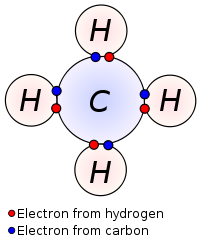 H
H C H
H
Electron from hydrogen
Electron from carbon